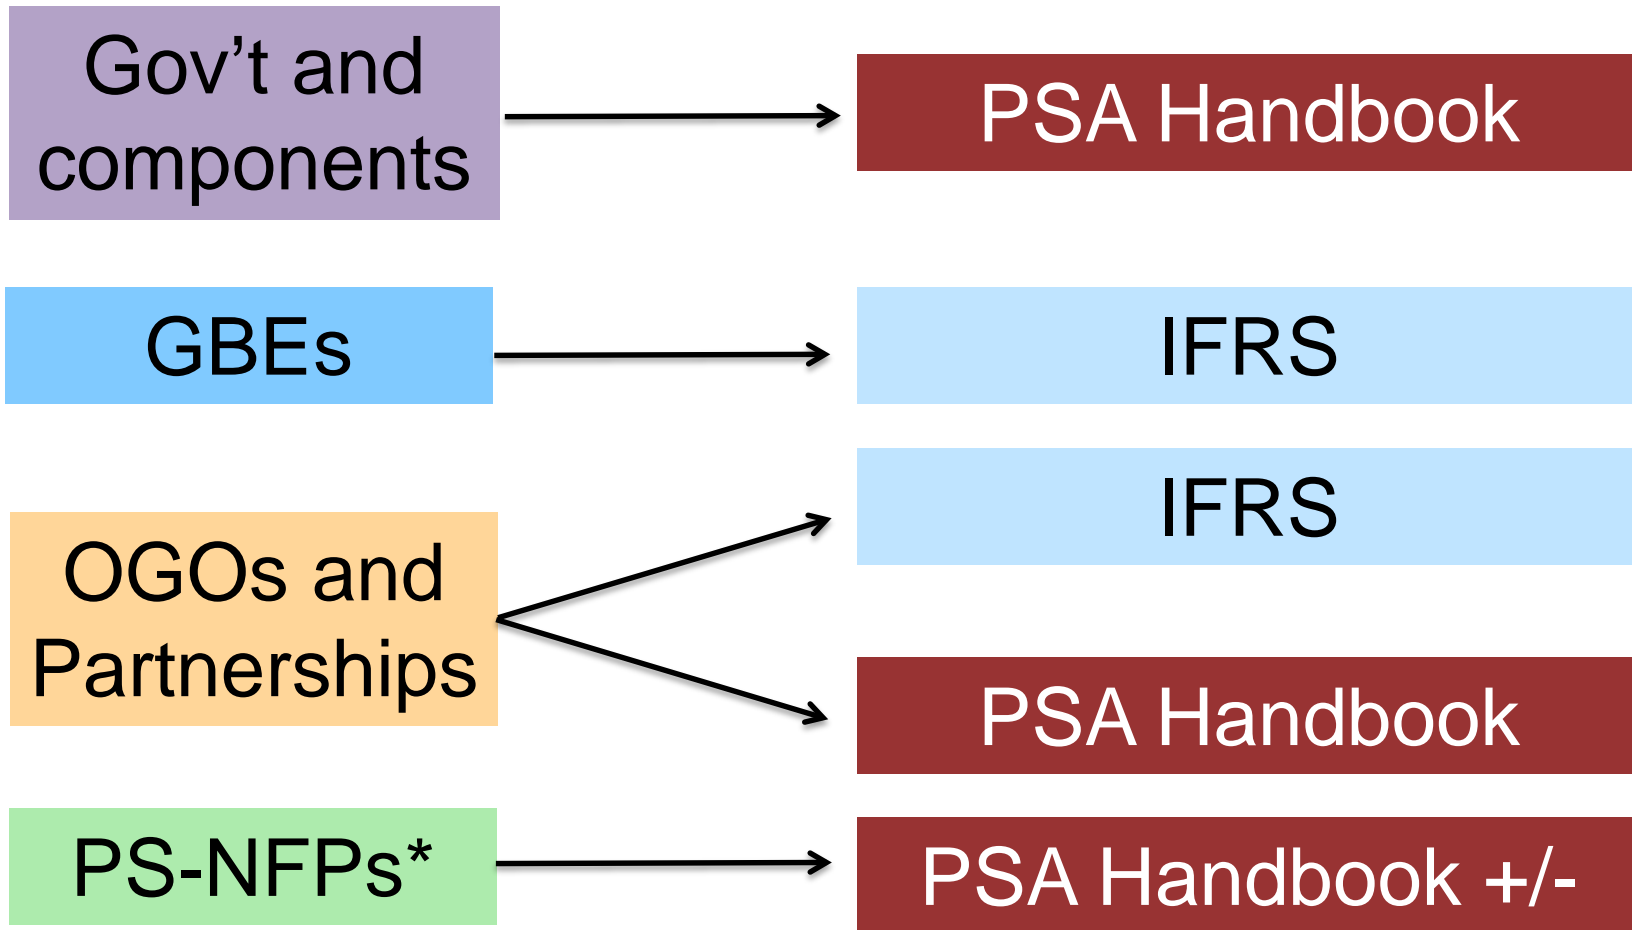 Gov’t and
components
PSA Handbook
GBEs
IFRS
OGOs and
Partnerships
IFRS
PSA Handbook
PS-NFPs*
PSA Handbook +/-